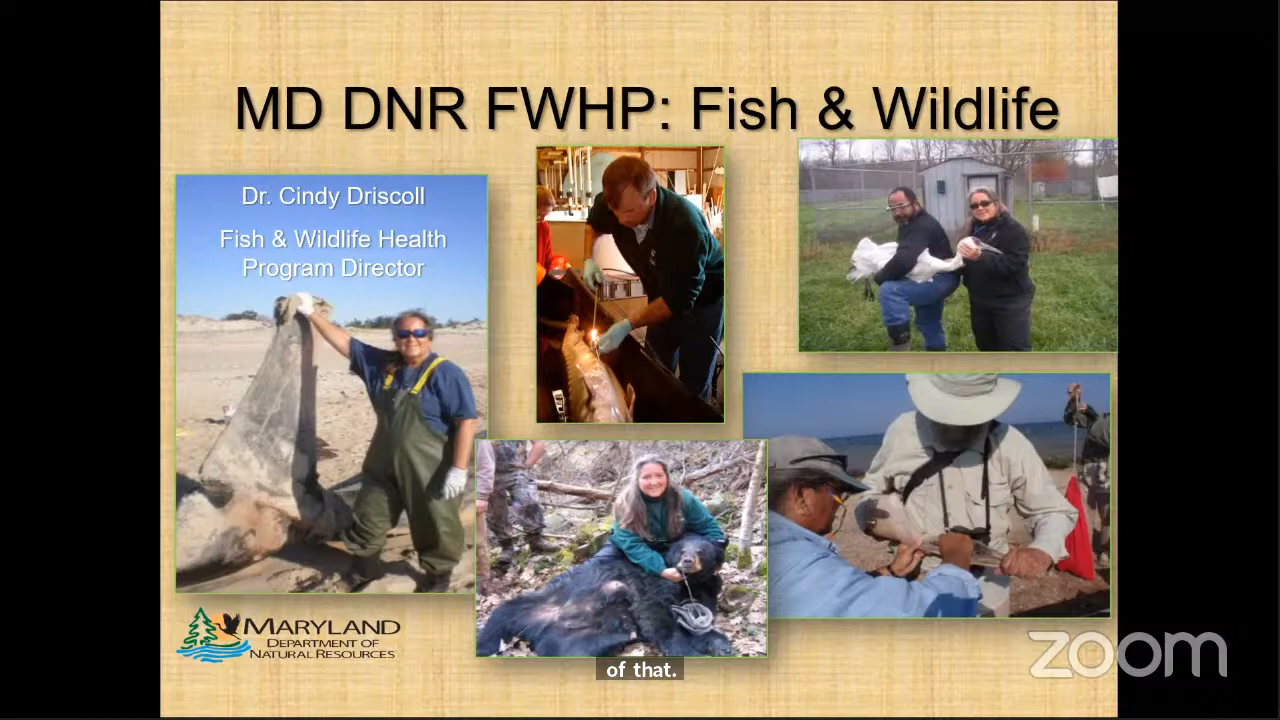 MD DNR FWHP: Fish & Wildlife
Dr. Cindy Driscoll
Fish & Wildlife Health
Program Director
MARYLAND
DEPARTMENT OF
NATURAL RESOURCES
of that.
zoom